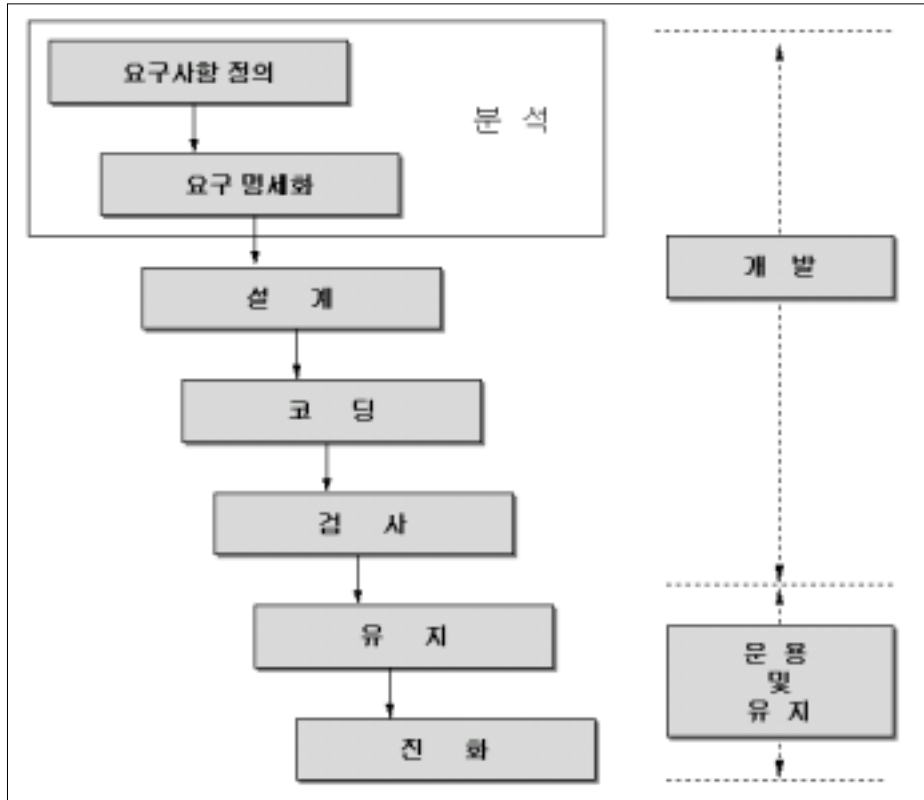 요구사항 정의
분 석
요구 명세화
설 계
개 발
코 딩
검 사
유 지
운 용
및
유 지
진 화